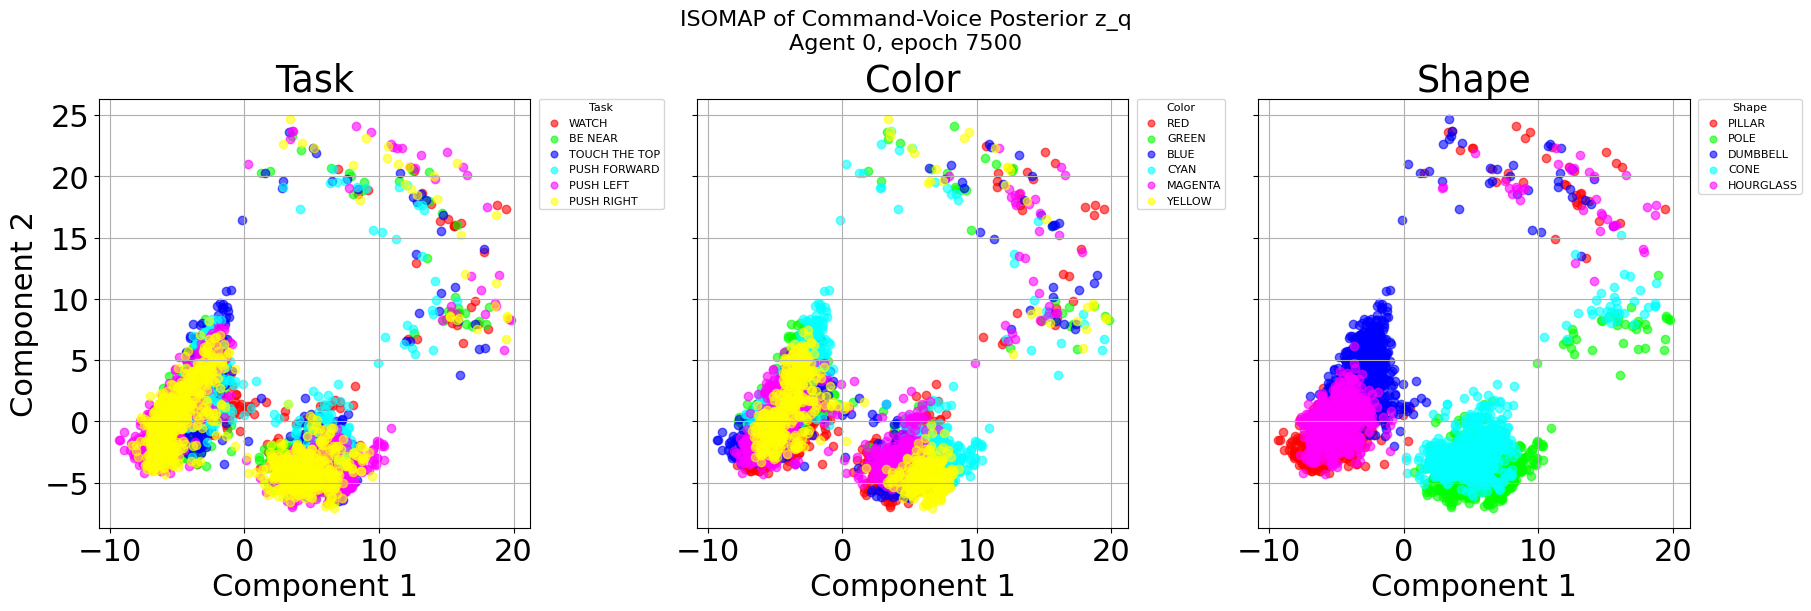 ISOMAP of Command-Voice Posterior z_q
Agent 0, epoch 7500
Task
Color
Shape
Component 2
25
20
15
10
5
0
−5
−10
0
10
20
−10
0
10
20
−10
0
10
20
Component 1
Component 1
Component 1
Task
WATCH
BE NEAR
TOUCH THE TOP
PUSH FORWARD
PUSH LEFT
PUSH RIGHT
Color
RED
GREEN
BLUE
CYAN
MAGENTA
YELLOW
Shape
PILLAR
POLE
DUMBBELL
CONE
HOURGLASS